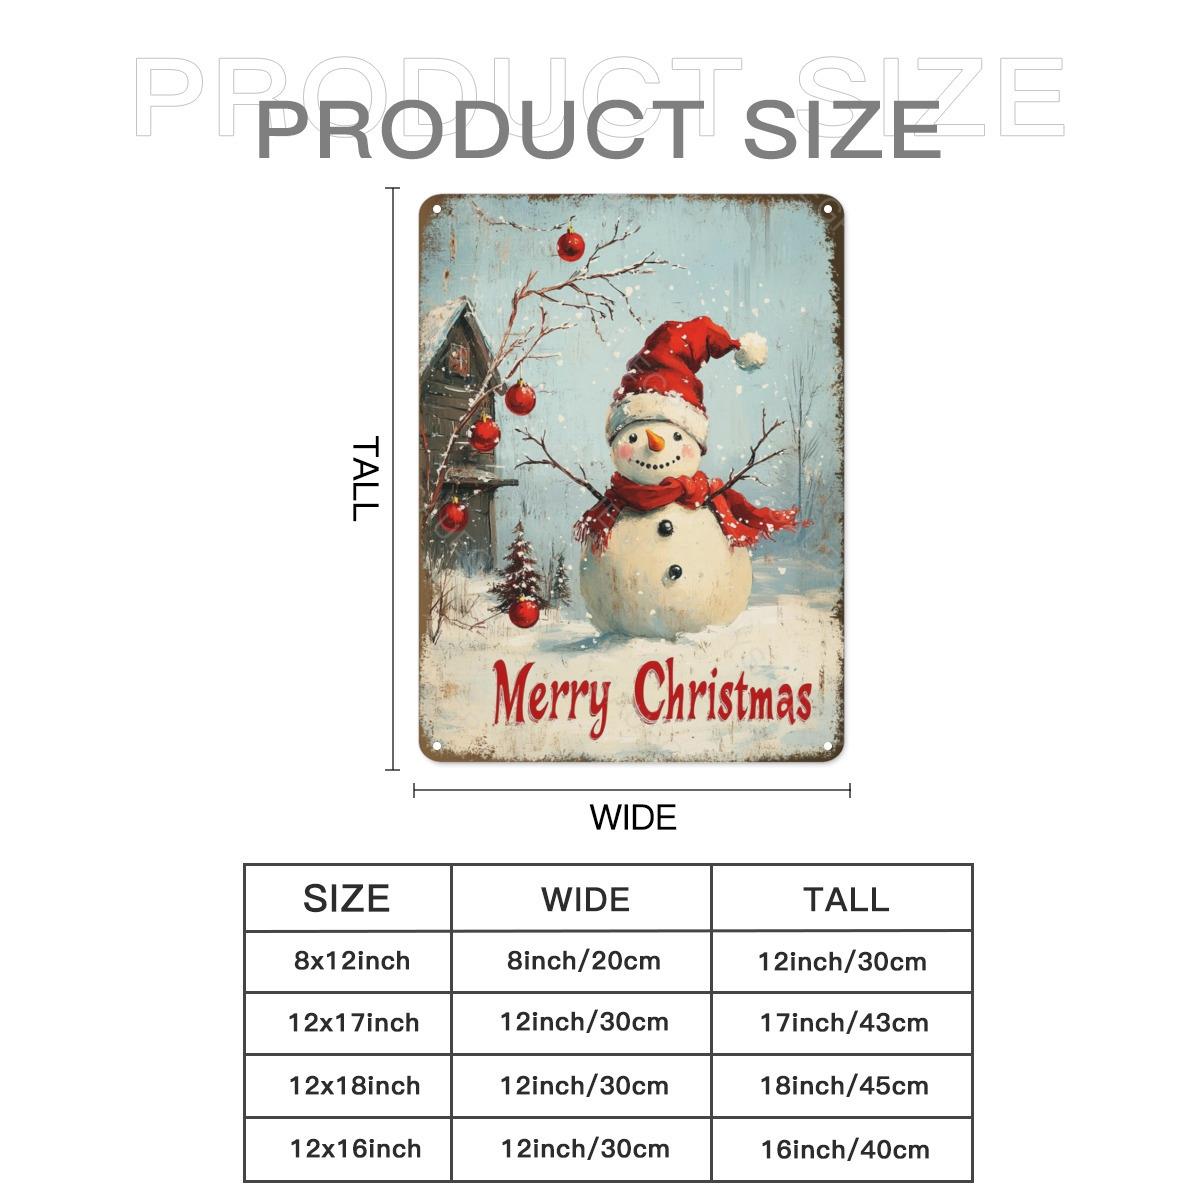 PRODUCT SIZE
PRODUCT SIZE
TALL
Merry Christmas
WIDE
SIZE WIDE TALL
8x12inch 8inch/20cm 12inch/30cm
12x17inch 12inch/30cm 17inch/43cm
12x18inch 12inch/30cm 18inch/45cm
12x16inch 12inch/30cm 16inch/40cm